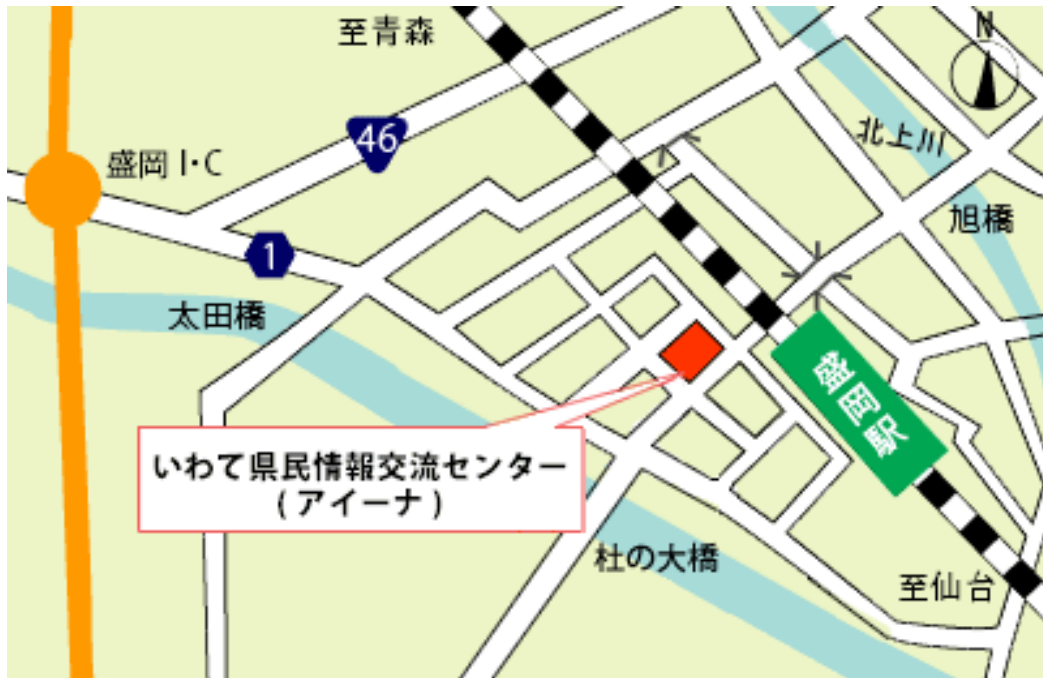 至青森
N
46
盛岡 I・C
北上川
旭橋
1
太田橋
盛岡駅
いわて県民情報交流センター
(アイーナ)
杜の大橋
至仙台